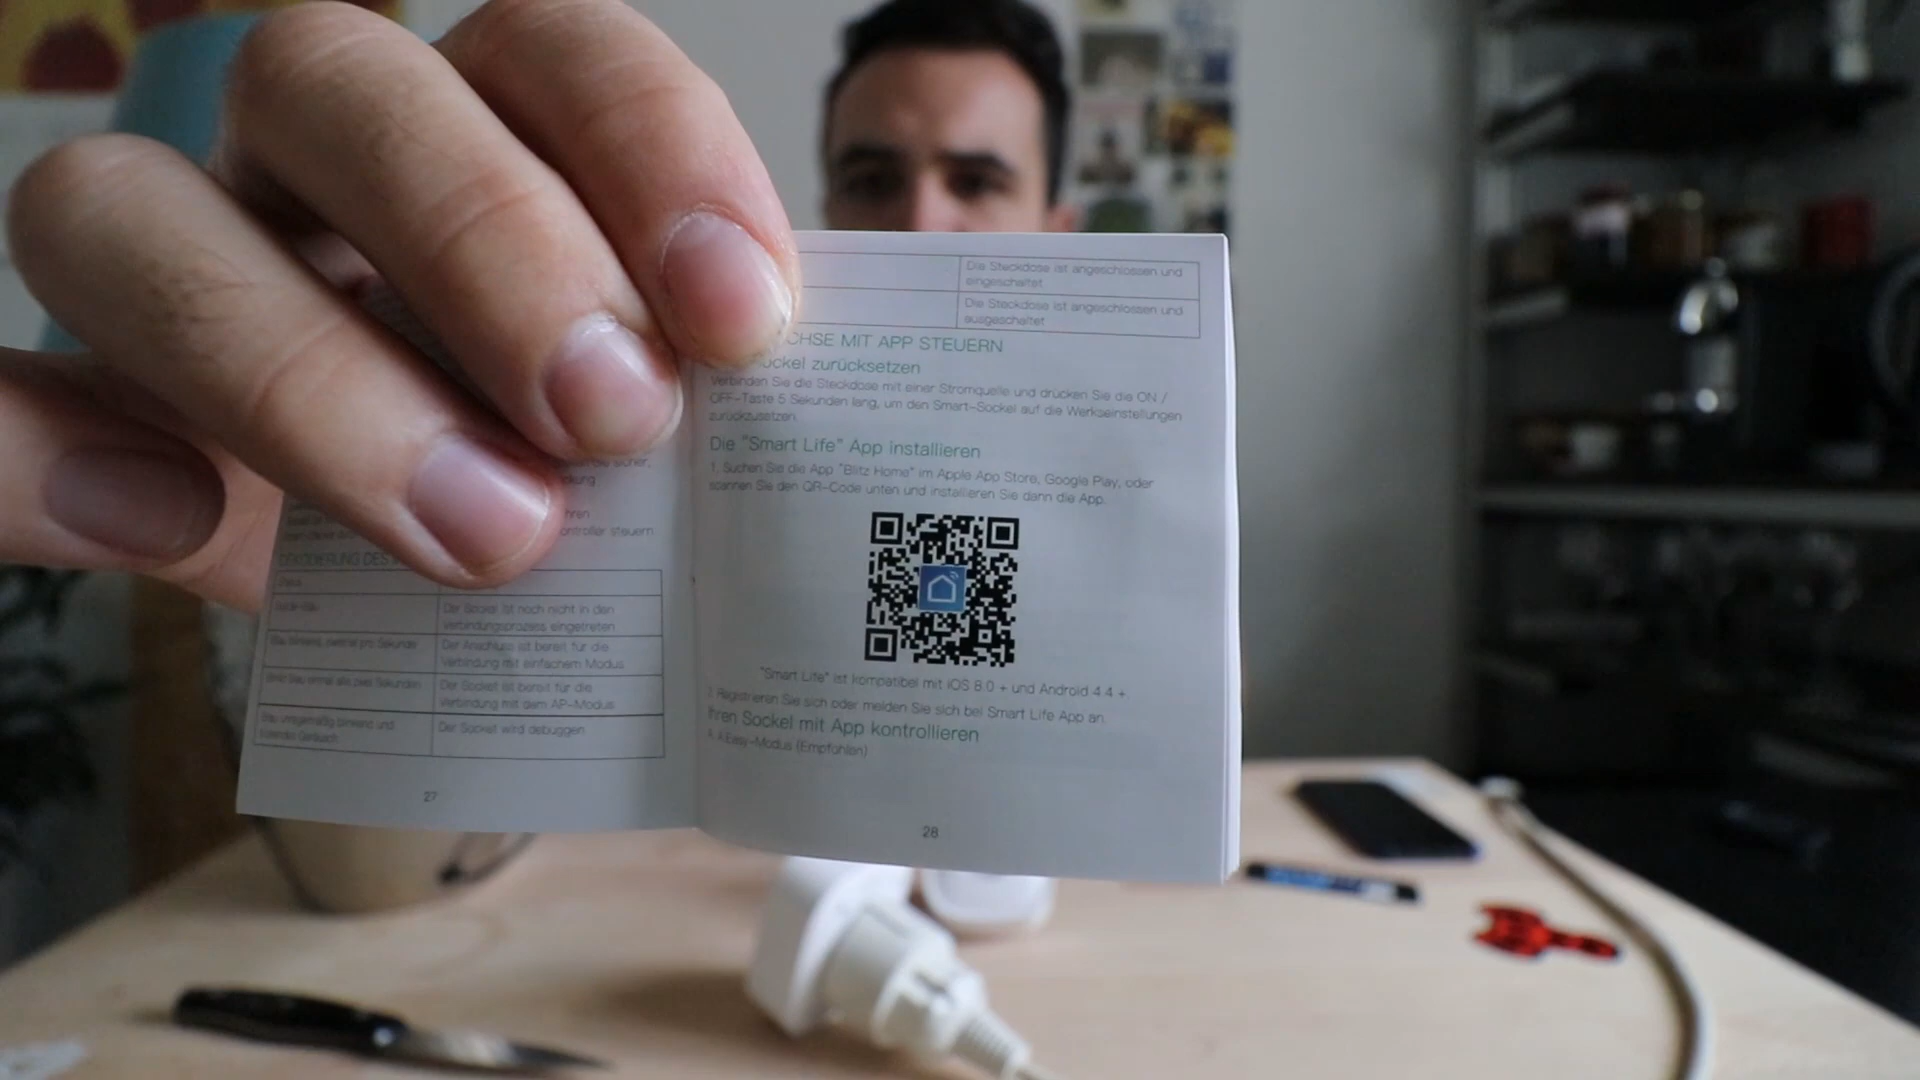 hren
ontroller steuern
Der Sockel ist noch nicht in den
verbindungsprozess eingetreten
Der Anschluss ist bereit für die
Verbindung mit einfachem Modus
Der Socket ist bereit für die
Verbindung mit dem AP-Modus
Der Socket wird debuggen
27
Die Steckdose ist angeschlossen und
eingeschaltet
Die Steckdose ist angeschlossen und
ausgeschaltet
CHSE MIT APP STEUERN
ockel zurücksetzen
Verbinden Sie die Steckdose mit einer Stromquelle und drücken Sie die ON /
OFF-Taste 5 Sekunden lang, um den Smart-Sockel auf die Werkseinstellungen
zurückzusetzen.
Die "Smart Life" App installieren
1. Suchen Sie die App "Blitz Home" im Apple App Store, Google Play, oder
spannen Sie den QR-Code unten und installieren Sie dann die App.
"Smart Life" ist kompatibel mit iOS 8.0 + und Android 4.4 +.
Registrieren Sie sich oder melden Sie sich bei Smart Life App an.
Ihren Sockel mit App kontrollieren
A. A Easy-Modus (Empfohlen)
28